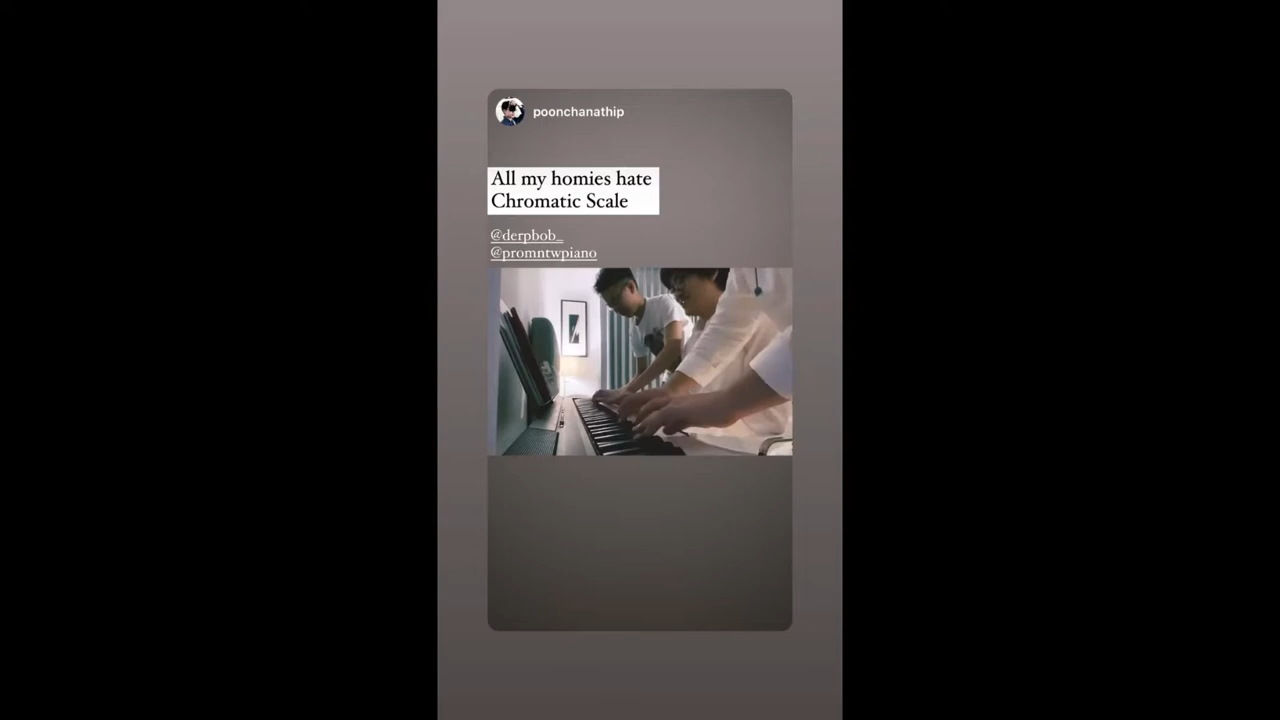 poonchanathip
All my homies hate
Chromatic Scale
@derpbob_
@promntwpiano